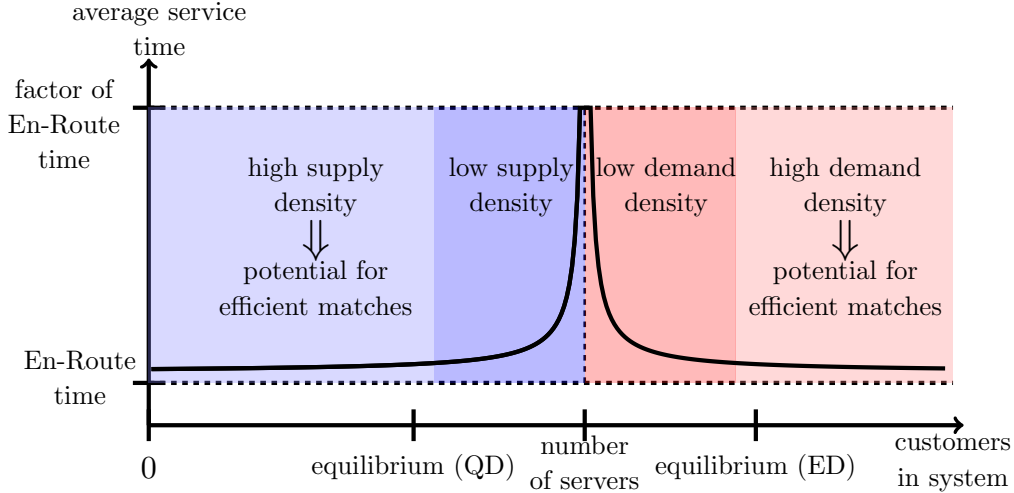 average service
time
factor of
En-Route
time
high supply
density
⇓
potential for
efficient matches
low supply
density
low demand
density
high demand
density
⇓
potential for
efficient matches
En-Route
time
0
equilibrium (QD)
number
of servers
equilibrium (ED)
customers
in system